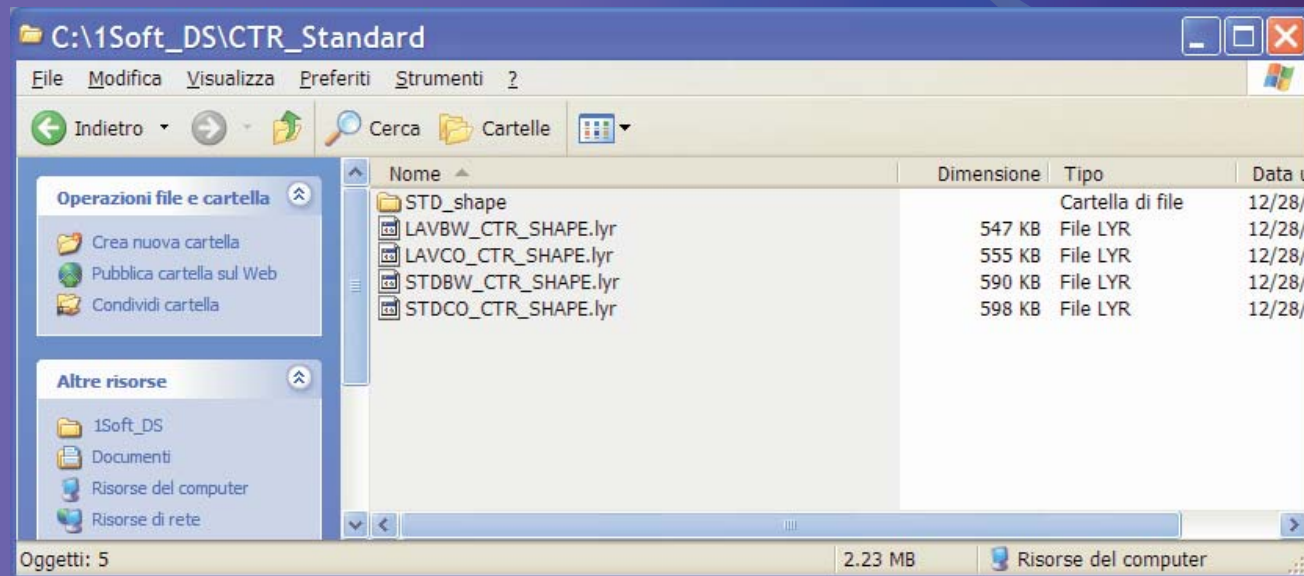 C:\1Soft_DS\CTR_Standard
File Modifica Visualizza Preferiti Strumenti ?
Indietro Cerca Cartelle
Operazioni file e cartella
Crea nuova cartella
Pubblica cartella sul Web
Condividi cartella
Altre risorse
1Soft_DS
Documenti
Risorse del computer
Risorse di rete
Nome Dimensione Tipo Data u
STD_shape Cartella di file 12/28/
LAVBW_CTR_SHAPE.lyr 547 KB File LYR 12/28/
LAVCO_CTR_SHAPE.lyr 555 KB File LYR 12/28/
STDBW_CTR_SHAPE.lyr 590 KB File LYR 12/28/
STDCO_CTR_SHAPE.lyr 598 KB File LYR 12/28/
Oggetti: 5 2.23 MB Risorse del computer